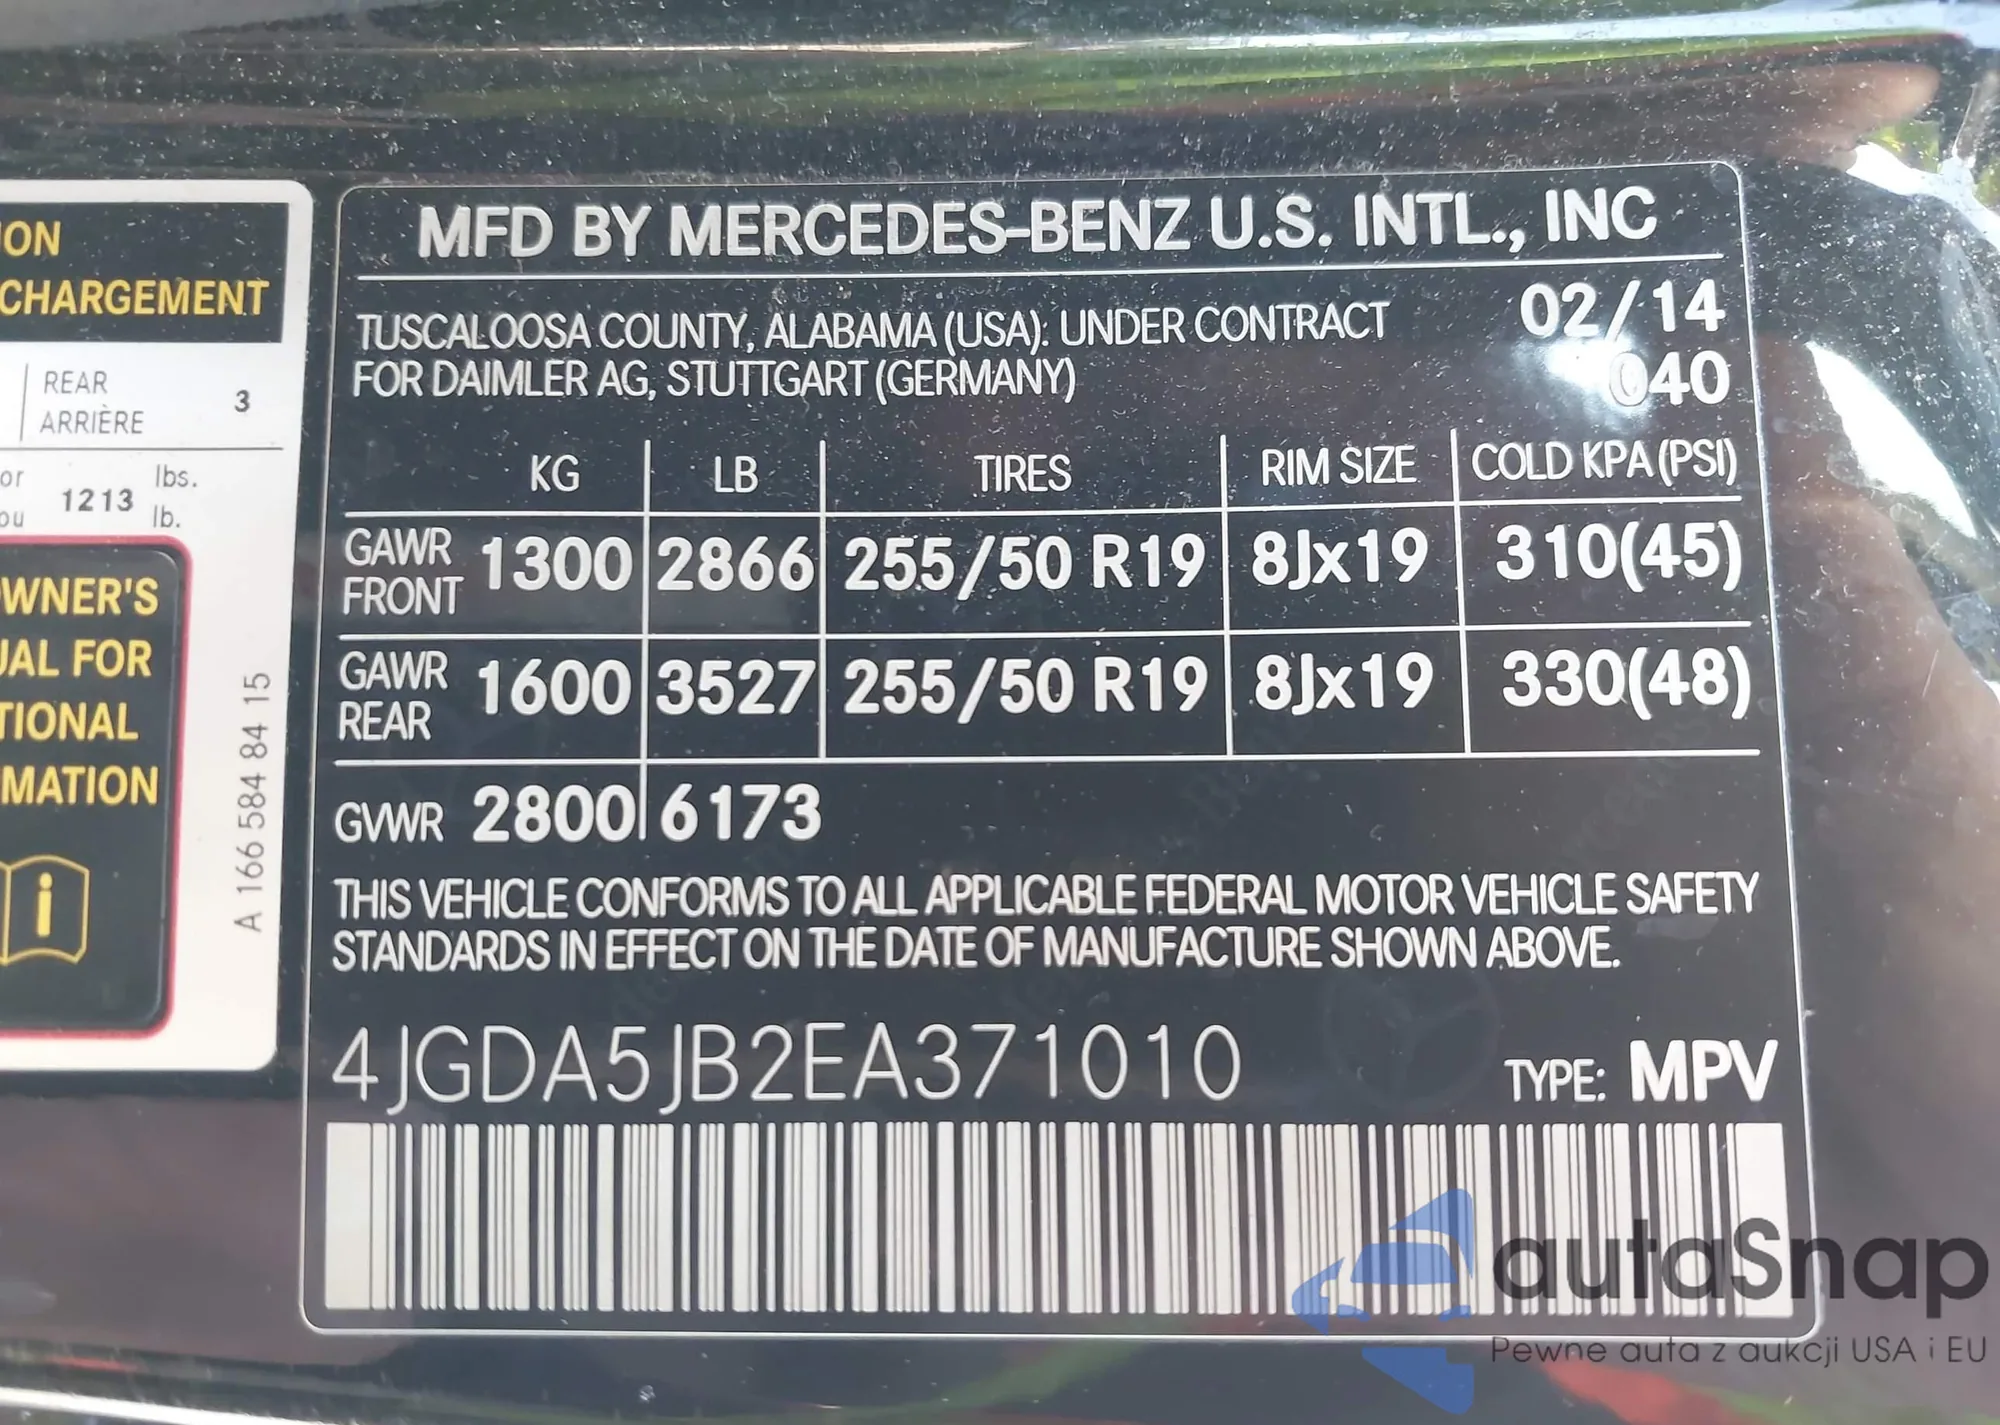 ION
CHARGEMENT
REAR
ARRIÈRE
3
or
ou
1213
lbs.
lb.
OWNER'S
UAL FOR
TIONAL
MATION
A 166 584 84 15
MFD BY MERCEDES-BENZ U.S. INTL., INC
TUSCALOOSA COUNTY, ALABAMA (USA): UNDER CONTRACT
FOR DAIMLER AG, STUTTGART (GERMANY)
02/14
040
KG LB TIRES RIM SIZE COLD KPA (PSI)
GAWR FRONT 1300 2866 255/50 R19 8Jx19 310(45)
GAWR REAR 1600 3527 255/50 R19 8Jx19 330(48)
GVWR 2800 6173
THIS VEHICLE CONFORMS TO ALL APPLICABLE FEDERAL MOTOR VEHICLE SAFETY
STANDARDS IN EFFECT ON THE DATE OF MANUFACTURE SHOWN ABOVE.
4JGDA5JB2EA371010
TYPE: MPV
autaSnap
Pewne auta z aukcji USA i EU